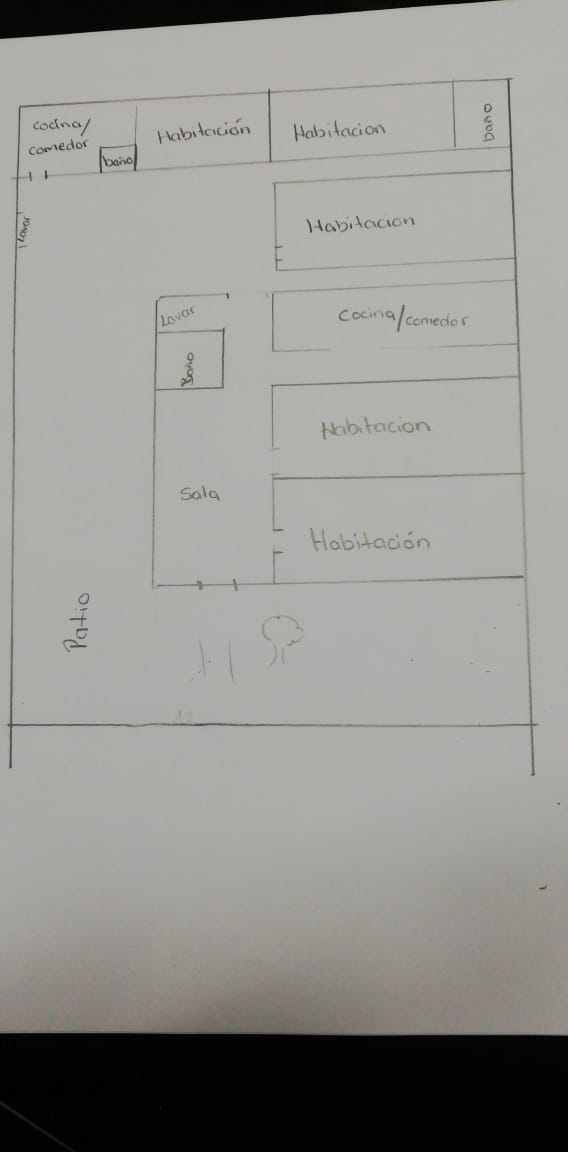 cocina/
comedor
baño
Habitación
Habitacion
baño
Lavar
Habitacion
Lavar
Cocina/comedor
Baño
Habitacion
Sala
Habitación
Patio